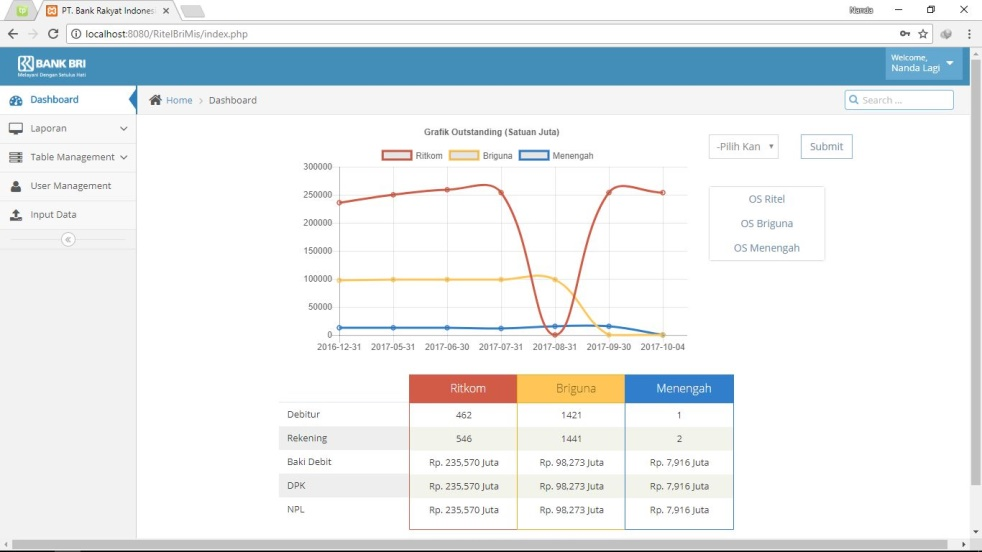 PT. Bank Rakyat Indones
Nanda
localhost:8080/RitelBriMis/index.php
BANK BRI
Melayani Dengan Setulus Hati
Welcome,
Nanda Lagi
Dashboard
Home > Dashboard
Search ...
Laporan
Table Management
User Management
Input Data
Grafik Outstanding (Satuan Juta)
Ritkom Briguna Menengah
300000
250000
200000
150000
100000
50000
0
2016-12-31 2017-05-31 2017-06-30 2017-07-31 2017-08-31 2017-09-30 2017-10-04
-Pilih Kan
Submit
OS Ritel
OS Briguna
OS Menengah
Ritkom Briguna Menengah
Debitur 462 1421 1
Rekening 546 1441 2
Baki Debit Rp. 235,570 Juta Rp. 98,273 Juta Rp. 7,916 Juta
DPK Rp. 235,570 Juta Rp. 98,273 Juta Rp. 7,916 Juta
NPL Rp. 235,570 Juta Rp. 98,273 Juta Rp. 7,916 Juta